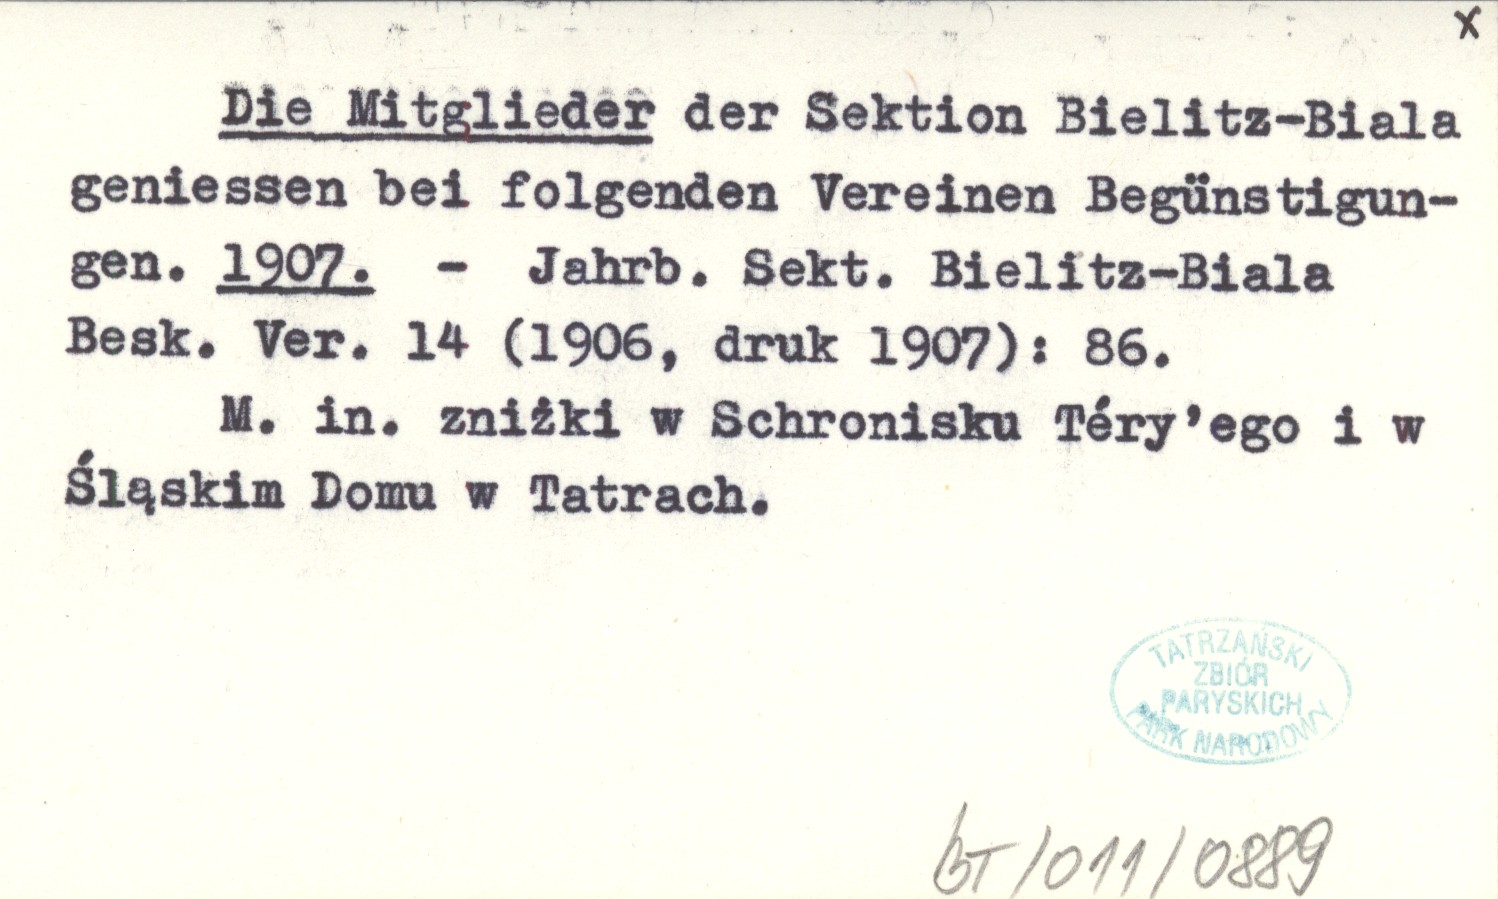 x
Die Mitglieder der Sektion Bielitz-Biala
geniessen bei folgenden Vereinen Begünstigun-
gen. 1907. - Jahrb. Sekt. Bielitz-Biala
Besk. Ver. 14 (1906, druk 1907): 86.
M. in. zniżki w Schronisku Téry'ego i w
Śląskim Domu w Tatrach.
TATRZAŃSKI
ZBIÓR
PARYSKICH
PARK NARODOWY
BT/011/0889